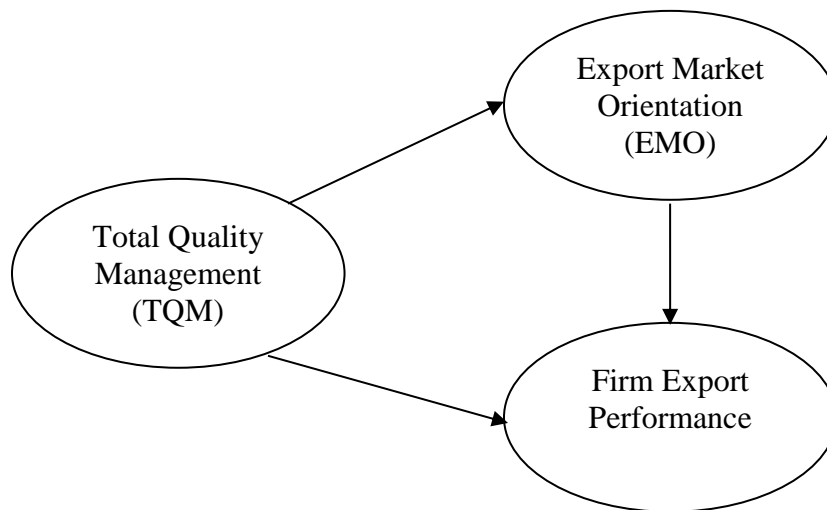 Export Market
Orientation
(EMO)
Total Quality
Management
(TQM)
Firm Export
Performance